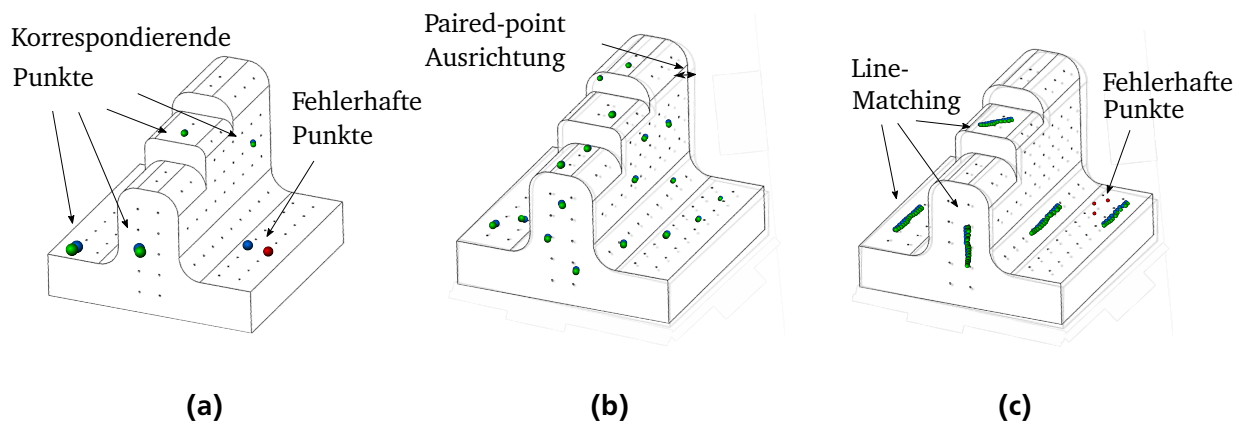 Korrespondierende
Punkte
Fehlerhafte
Punkte
(a)
Paired-point
Ausrichtung
(b)
Line-
Matching
Fehlerhafte
Punkte
(c)